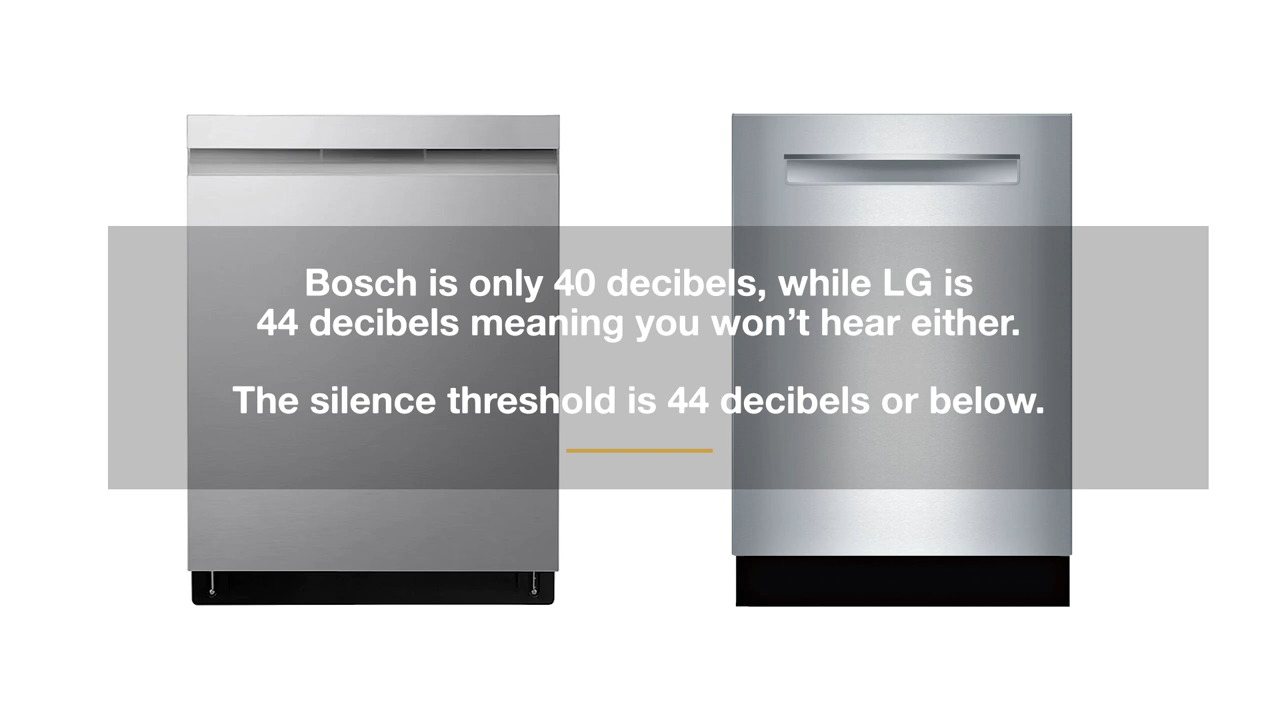 Bosch is only 40 decibels, while LG is
44 decibels meaning you won’t hear either.
The silence threshold is 44 decibels or below.